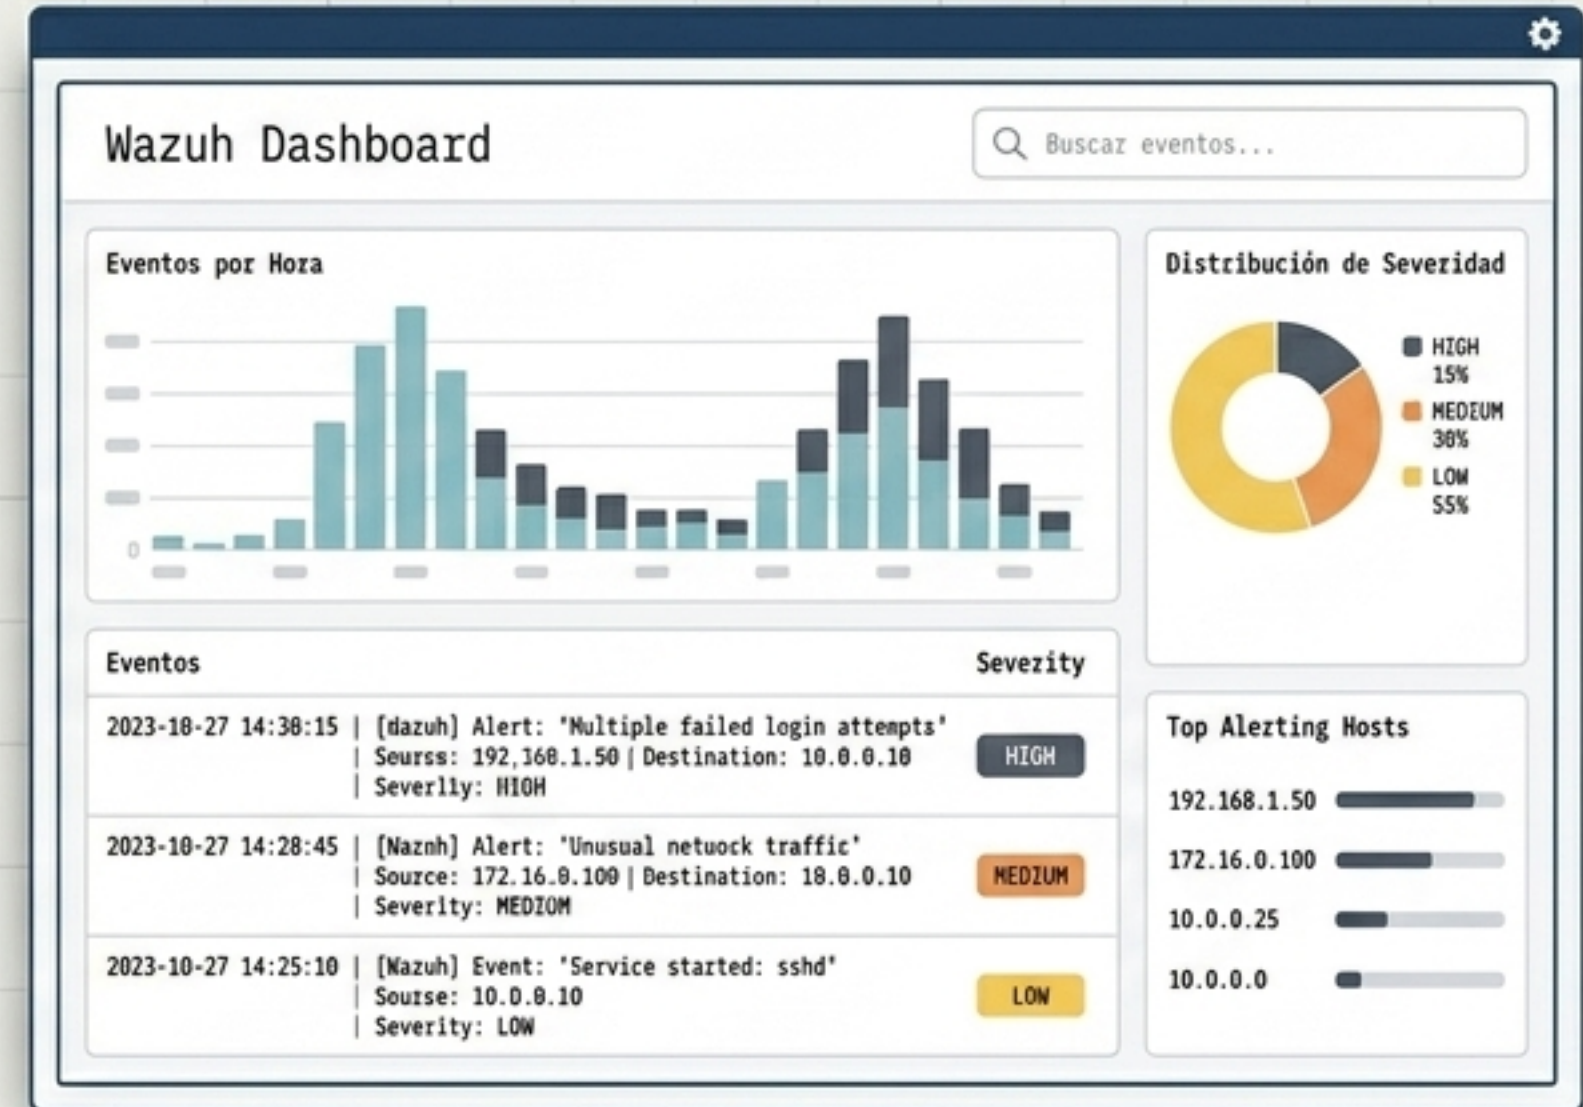 Wazuh Dashboard
Buscar eventos...
Eventos por Hora
0
Distribución de Severidad
HIGH
15%
MEDIUM
30%
LOW
55%
Eventos
Severity
2023-10-27 14:30:15 | [dazuh] Alert: 'Multiple failed login attempts'
| Seurss: 192,168.1.50 | Destination: 10.0.0.10
| Severlly: HIGH
HIGH
2023-10-27 14:28:45 | [Naznh] Alert: 'Unusual netuock traffic'
| Source: 172.16.0.100 | Destination: 10.0.0.10
| Severity: MEDIOM
MEDIUM
2023-10-27 14:25:10 | [Wazuh] Event: 'Service started: sshd'
| Sourse: 10.0.0.10
| Severity: LOW
LOW
Top Alerting Hosts
192.168.1.50
172.16.0.100
10.0.0.25
10.0.0.0